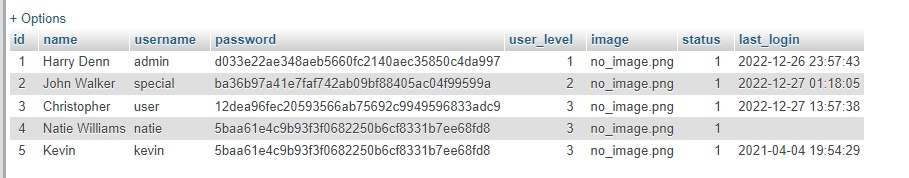 + Options
id name username password user_level image status last_login
1 Harry Denn admin d033e22ae348aeb5660fc2140aec35850c4da997 1 no_image.png 1 2022-12-26 23:57:43
2 John Walker special ba36b97a41e7faf742ab09bf88405ac04f99599a 2 no_image.png 1 2022-12-27 01:18:05
3 Christopher user 12dea96fec20593566ab75692c9949596833adc9 3 no_image.png 1 2022-12-27 13:57:38
4 Natie Williams natie 5baa61e4c9b93f3f0682250b6cf8331b7ee68fd8 3 no_image.png 1
5 Kevin kevin 5baa61e4c9b93f3f0682250b6cf8331b7ee68fd8 3 no_image.png 1 2021-04-04 19:54:29